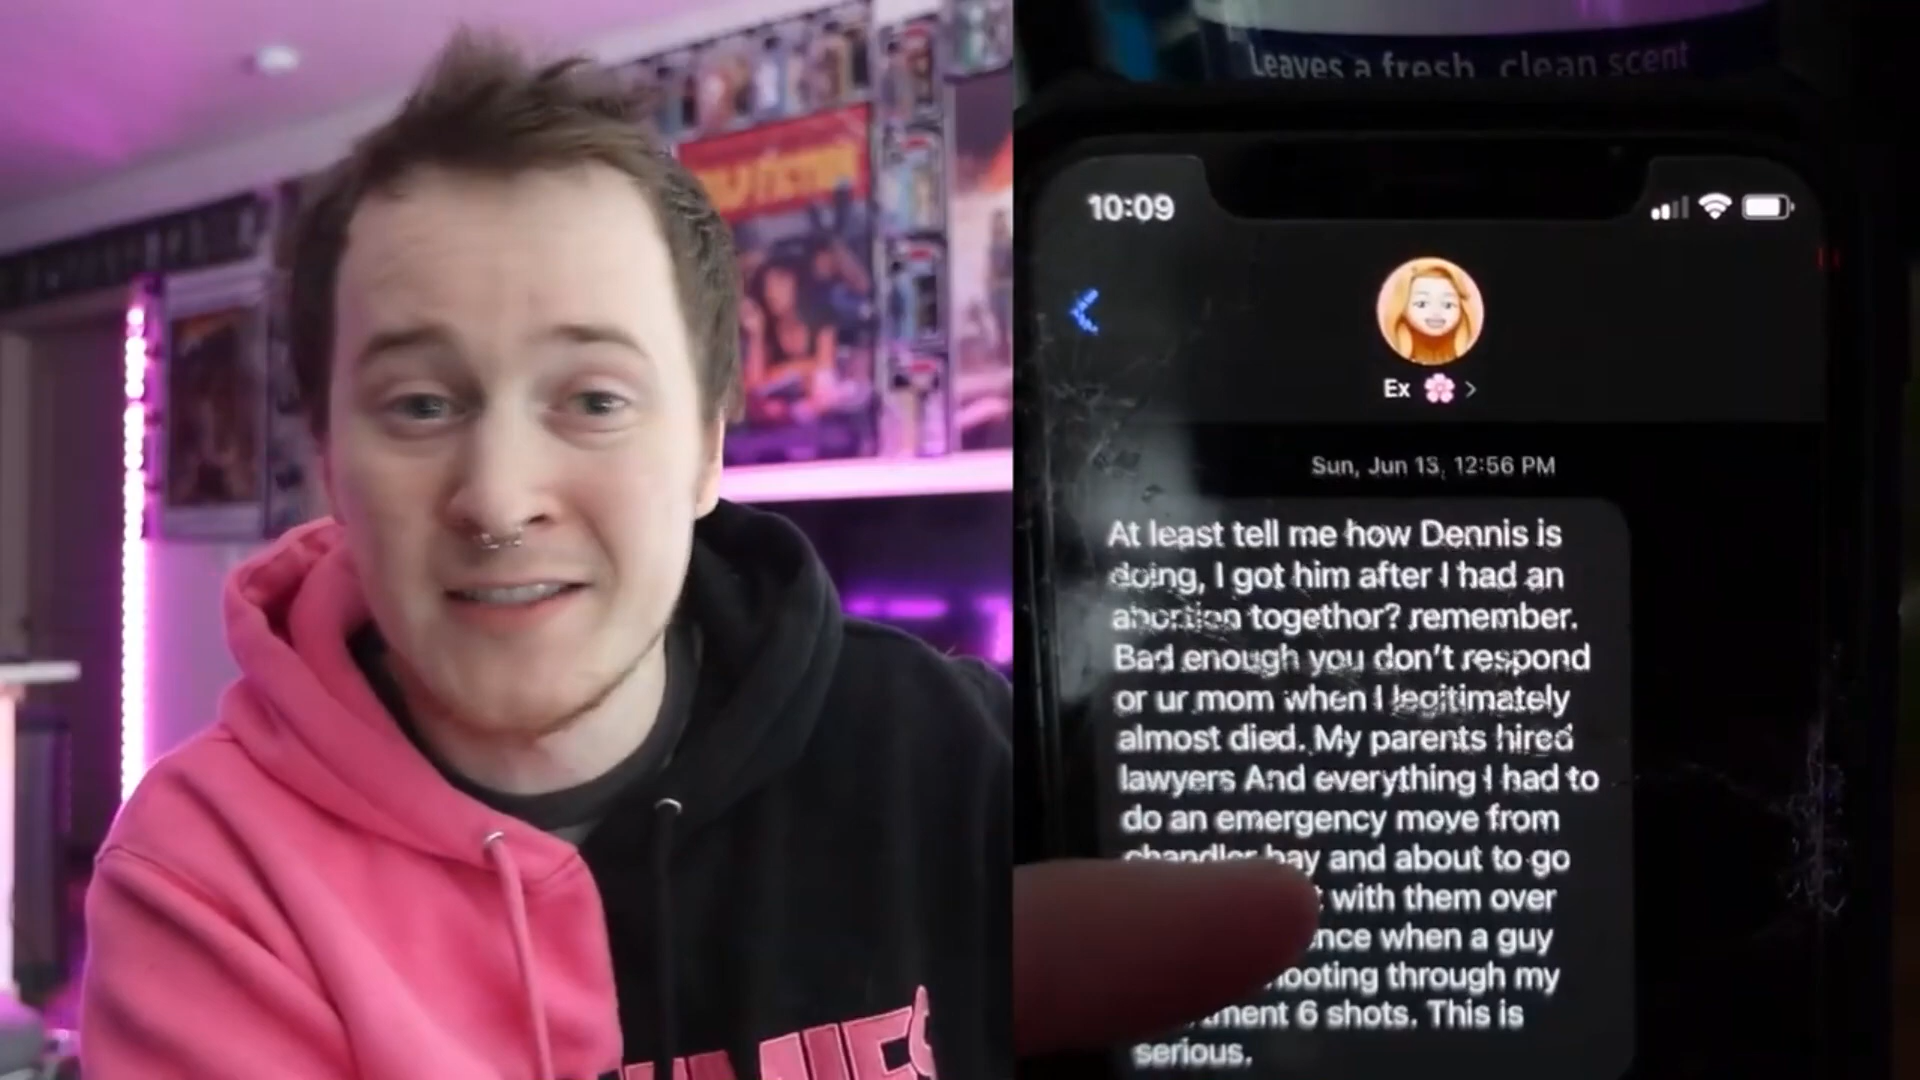 PULP FICTION
Leaves a fresh, clean scent
10:09
Ex
Sun, Jun 13, 12:56 PM
At least tell me how Dennis is
doing, I got him after I had an
abortion togethor? remember.
Bad enough you don't respond
or ur mom when I legitimately
almost died. My parents hired
lawyers And everything I had to
do an emergency move from
chandler bay and about to go
with them over
when a guy
through my
6 shots. This is
serious.